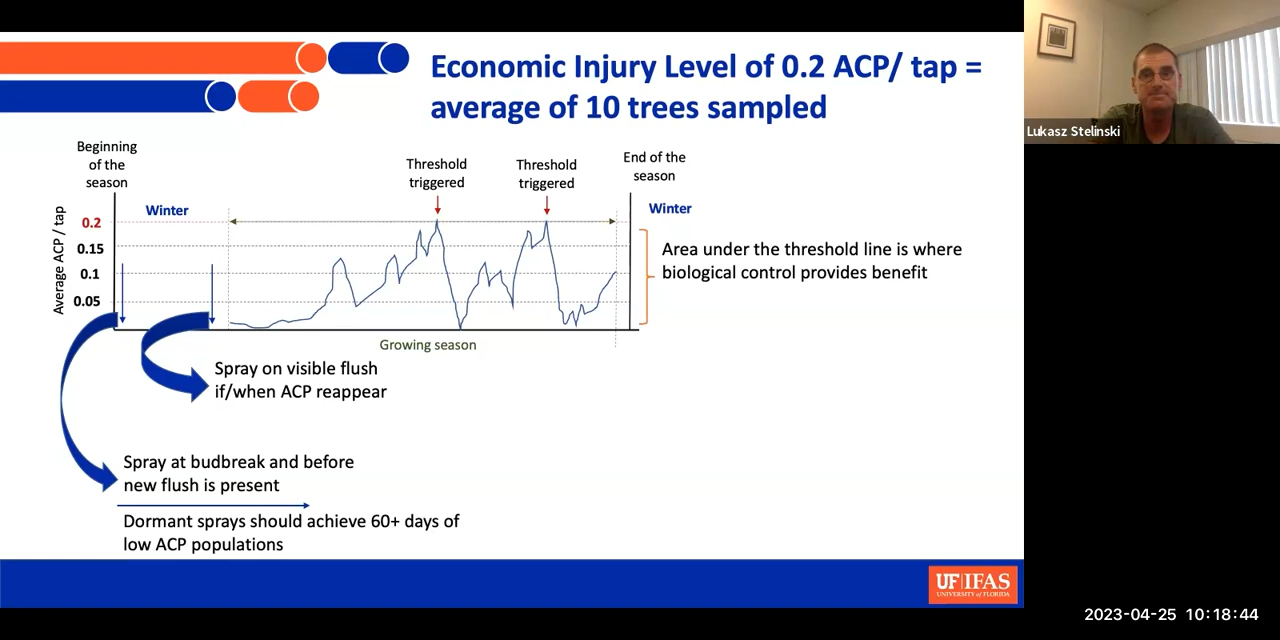 Economic Injury Level of 0.2 ACP/ tap =
average of 10 trees sampled
Beginning
of the
season
Winter
Threshold
triggered
Threshold
triggered
End of the
season
Winter
Average ACP / tap
0.2
0.15
0.1
0.05
Area under the threshold line is where
biological control provides benefit
Growing season
Spray on visible flush
if/when ACP reappear
Spray at budbreak and before
new flush is present
Dormant sprays should achieve 60+ days of
low ACP populations
UF|IFAS
UNIVERSITY of FLORIDA
Lukasz Stelinski
2023-04-25 10:18:44